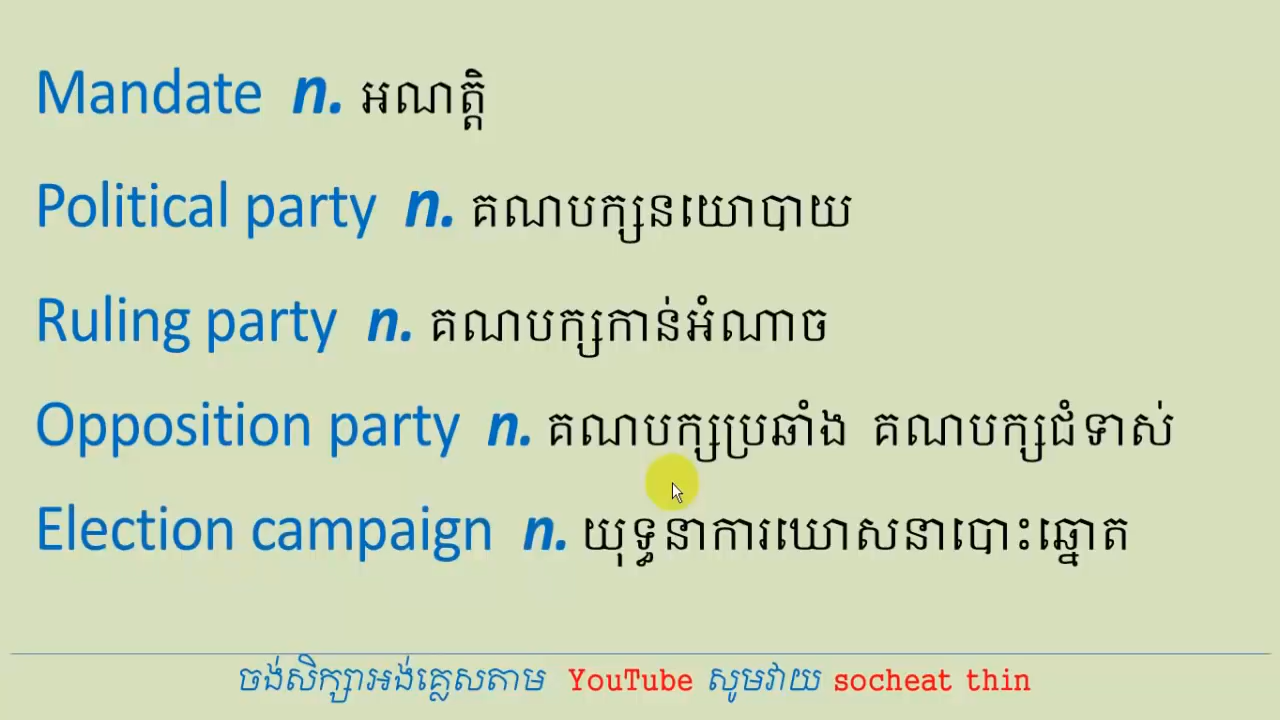 Mandate n. អណត្តិ
Political party n. គណបក្សនយោបាយ
Ruling party n. គណបក្សកាន់អំណាច
Opposition party n. គណបក្សប្រឆាំង គណបក្សជំទាស់
Election campaign n. យុទ្ធនាការឃោសនាបោះឆ្នោត
ចង់សិក្សាអង់គ្លេសតាម YouTube សូមវាយ socheat thin